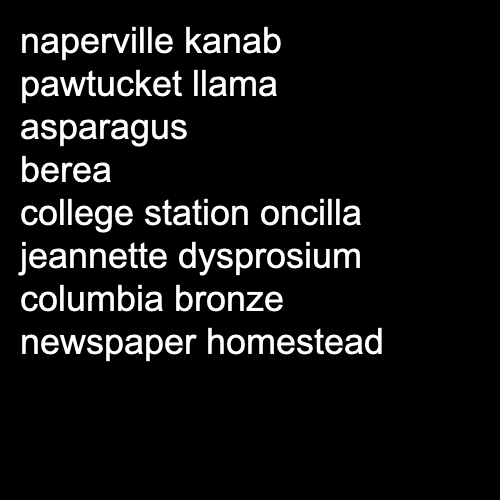 naperville kanab
pawtucket llama
asparagus
berea
college station oncilla
jeannette dysprosium
columbia bronze
newspaper homestead